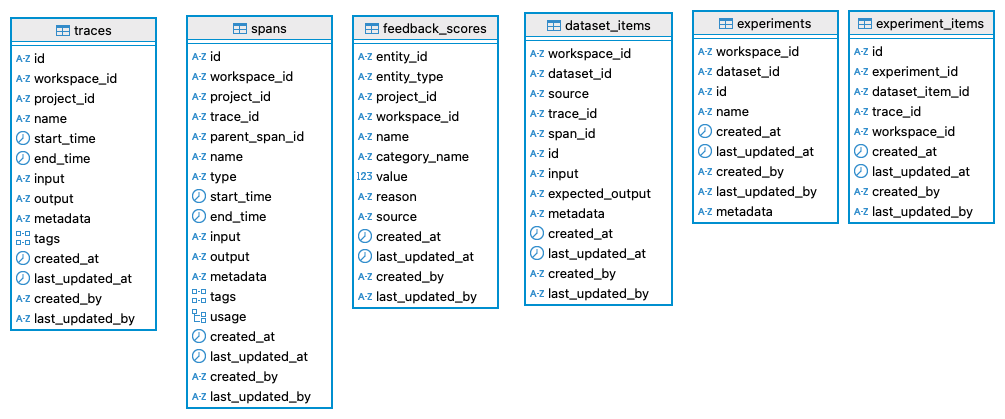 traces
A-Z id
A-Z workspace_id
A-Z project_id
A-Z name
start_time
end_time
A-Z input
A-Z output
A-Z metadata
tags
created_at
last_updated_at
A-Z created_by
A-Z last_updated_by
spans
A-Z id
A-Z workspace_id
A-Z project_id
A-Z trace_id
A-Z parent_span_id
A-Z name
A-Z type
start_time
end_time
A-Z input
A-Z output
A-Z metadata
tags
usage
created_at
last_updated_at
A-Z created_by
A-Z last_updated_by
feedback_scores
A-Z entity_id
A-Z entity_type
A-Z project_id
A-Z workspace_id
A-Z name
A-Z category_name
123 value
A-Z reason
A-Z source
created_at
last_updated_at
A-Z created_by
A-Z last_updated_by
dataset_items
A-Z workspace_id
A-Z dataset_id
A-Z source
A-Z trace_id
A-Z span_id
A-Z id
A-Z input
A-Z expected_output
A-Z metadata
created_at
last_updated_at
A-Z created_by
A-Z last_updated_by
experiments
A-Z workspace_id
A-Z dataset_id
A-Z id
A-Z name
created_at
last_updated_at
A-Z created_by
A-Z last_updated_by
A-Z metadata
experiment_items
A-Z id
A-Z experiment_id
A-Z dataset_item_id
A-Z trace_id
A-Z workspace_id
created_at
last_updated_at
A-Z created_by
A-Z last_updated_by